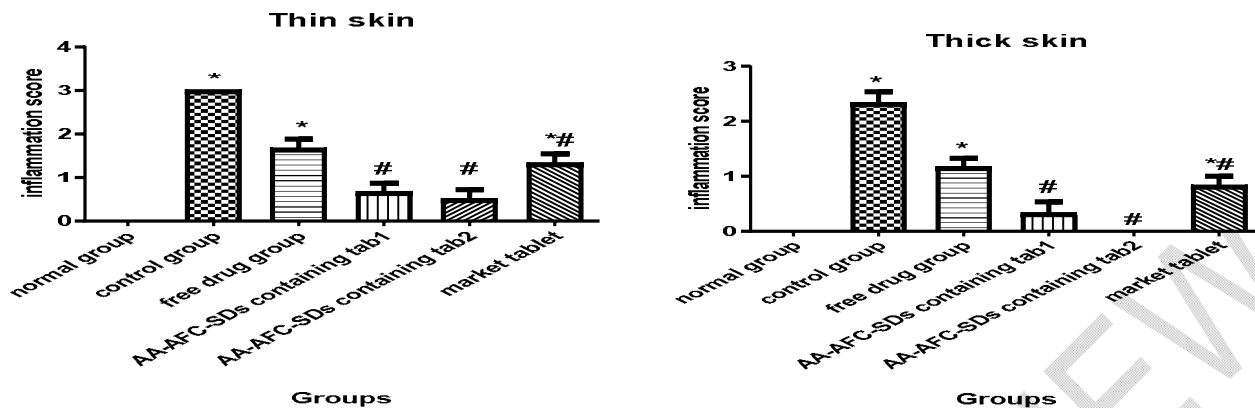 Thin skin
inflammation score
4
3
2
1
0
*
*
#
#
*#
normal group
control group
free drug group
AA-AFC-SDs containing tab1
AA-AFC-SDs containing tab2
market tablet
Groups
Thick skin
inflammation score
3
2
1
0
*
*
#
#
*#
normal group
control group
free drug group
AA-AFC-SDs containing tab1
AA-AFC-SDs containing tab2
market tablet
Groups